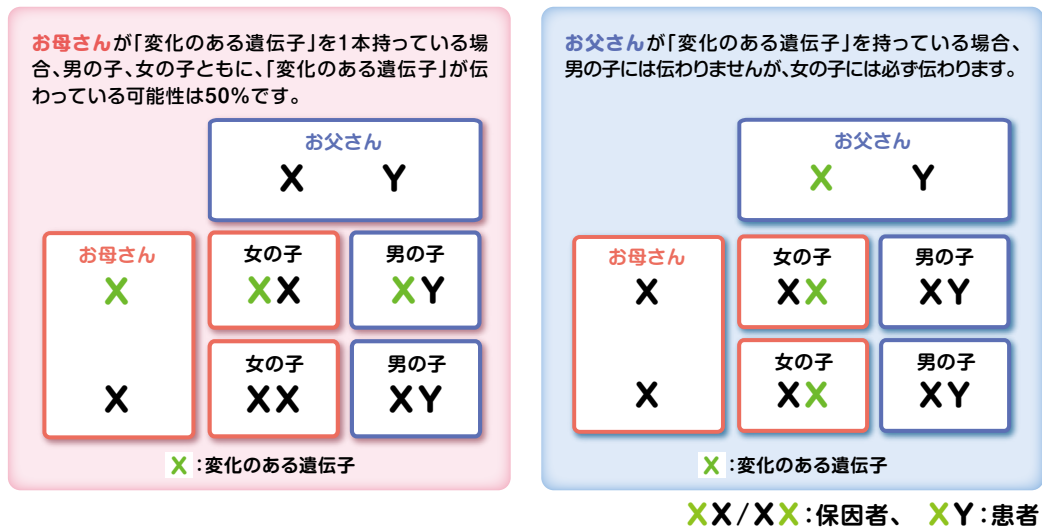 お母さんが「変化のある遺伝子」を1本持っている場
合、男の子、女の子ともに、「変化のある遺伝子」が伝
わっている可能性は50%です。
お父さん
X Y
お母さん
X
X
女の子
XX
男の子
XY
女の子
XX
男の子
XY
X:変化のある遺伝子
お父さんが「変化のある遺伝子」を持っている場合、
男の子には伝わりませんが、女の子には必ず伝わります。
お父さん
X Y
お母さん
X
X
女の子
XX
男の子
XY
女の子
XX
男の子
XY
X:変化のある遺伝子
XX/XX:保因者、 XY:患者